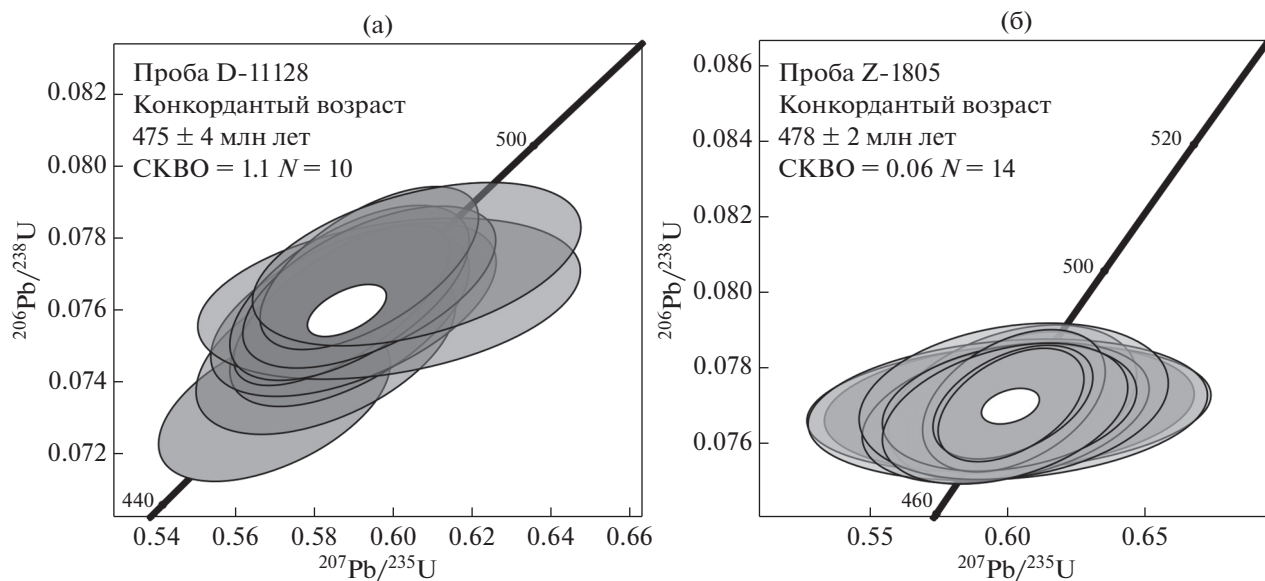 (а)
Проба D-11128
Конкордантый возраст
475 ± 4 млн лет
СКВО = 1.1 N = 10
500
440
0.082
0.080
0.078
0.076
0.074
0.072
206Pb/238U
0.54 0.56 0.58 0.60 0.62 0.64 0.66
207Pb/235U
(б)
Проба Z-1805
Конкордантый возраст
478 ± 2 млн лет
СКВО = 0.06 N = 14
520
500
460
0.086
0.084
0.082
0.080
0.078
0.076
206Pb/238U
0.55 0.60 0.65
207Pb/235U